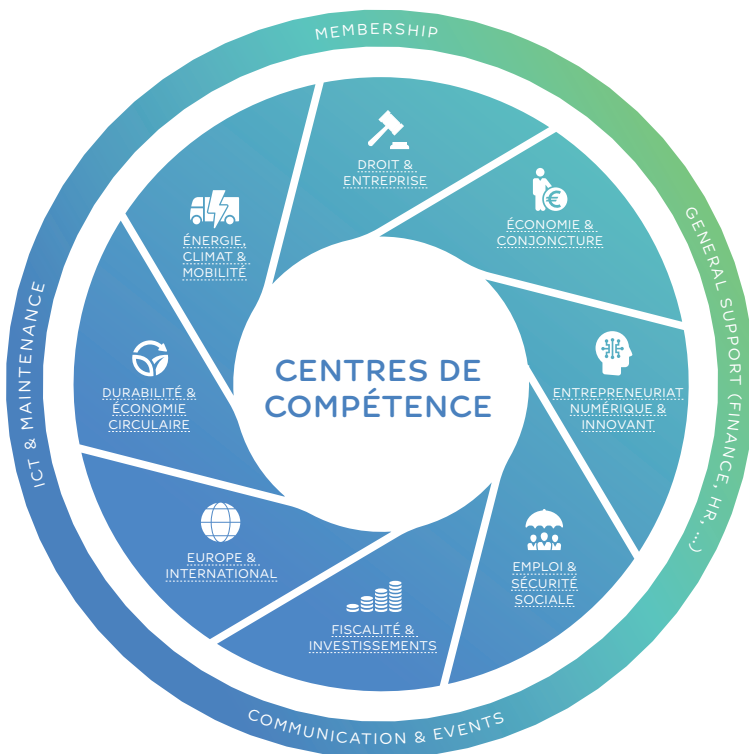 MEMBERSHIP
DROIT &
ENTREPRISE
ÉCONOMIE &
CONJONCTURE
ÉNERGIE,
CLIMAT &
MOBILITÉ
GENERAL SUPPORT (FINANCE, HR, ...)
ICT & MAINTENANCE
CENTRES DE
COMPÉTENCE
DURABILITÉ &
ÉCONOMIE
CIRCULAIRE
ENTREPRENEURIAT
NUMÉRIQUE &
INNOVANT
EUROPE &
INTERNATIONAL
EMPLOI &
SÉCURITÉ
SOCIALE
FISCALITÉ &
INVESTISSEMENTS
COMMUNICATION & EVENTS